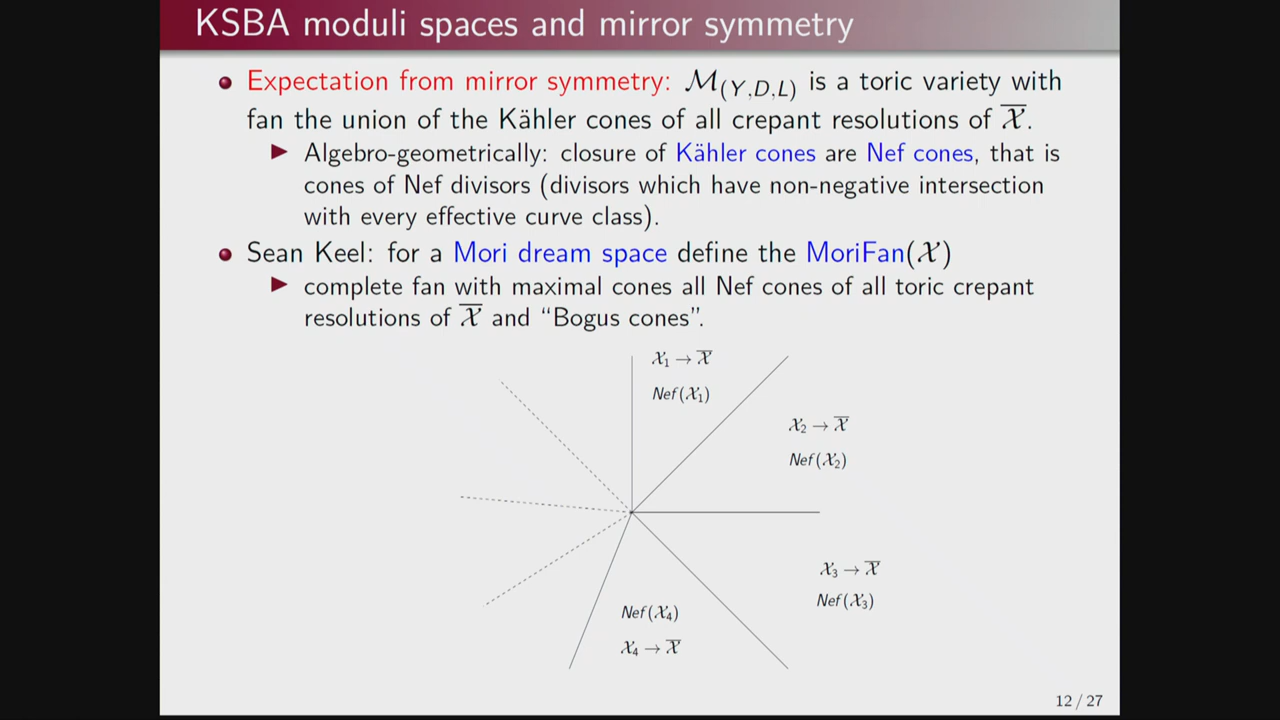 KSBA moduli spaces and mirror symmetry
Expectation from mirror symmetry: ℳ_(Y,D,L) is a toric variety with
fan the union of the Kähler cones of all crepant resolutions of 𝒳̅.
Algebro-geometrically: closure of Kähler cones are Nef cones, that is
cones of Nef divisors (divisors which have non-negative intersection
with every effective curve class).
Sean Keel: for a Mori dream space define the MoriFan(𝒳)
complete fan with maximal cones all Nef cones of all toric crepant
resolutions of 𝒳̅ and “Bogus cones”.
𝒳₁ → 𝒳̅
Nef(𝒳₁)
𝒳₂ → 𝒳̅
Nef(𝒳₂)
𝒳₃ → 𝒳̅
Nef(𝒳₃)
Nef(𝒳₄)
𝒳₄ → 𝒳̅
12 / 27